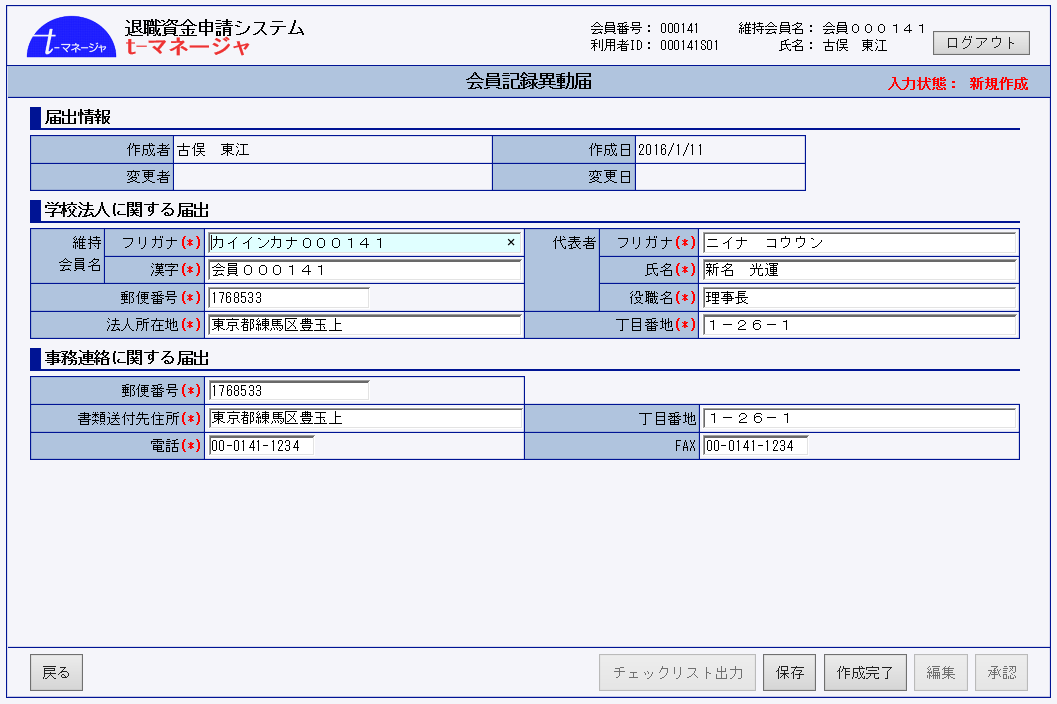 t-マネージャ
退職資金申請システム
t-マネージャ
会員番号： 000141　維持会員名： 会員０００１４１
利用者ID： 000141S01　氏名： 古俣　東江
ログアウト
会員記録異動届
入力状態： 新規作成
届出情報
作成者 古俣　東江 作成日 2016/1/11
変更者 変更日
学校法人に関する届出
維持会員名 フリガナ(*) カイインカナ０００１４１ × 代表者 フリガナ(*) ニイナ　コウウン
漢字(*) 会員０００１４１ 氏名(*) 新名　光運
郵便番号(*) 1768533 役職名(*) 理事長
法人所在地(*) 東京都練馬区豊玉上 丁目番地(*) １－２６－１
事務連絡に関する届出
郵便番号(*) 1768533
書類送付先住所(*) 東京都練馬区豊玉上 丁目番地 １－２６－１
電話(*) 00-0141-1234 FAX 00-0141-1234
戻る チェックリスト出力 保存 作成完了 編集 承認